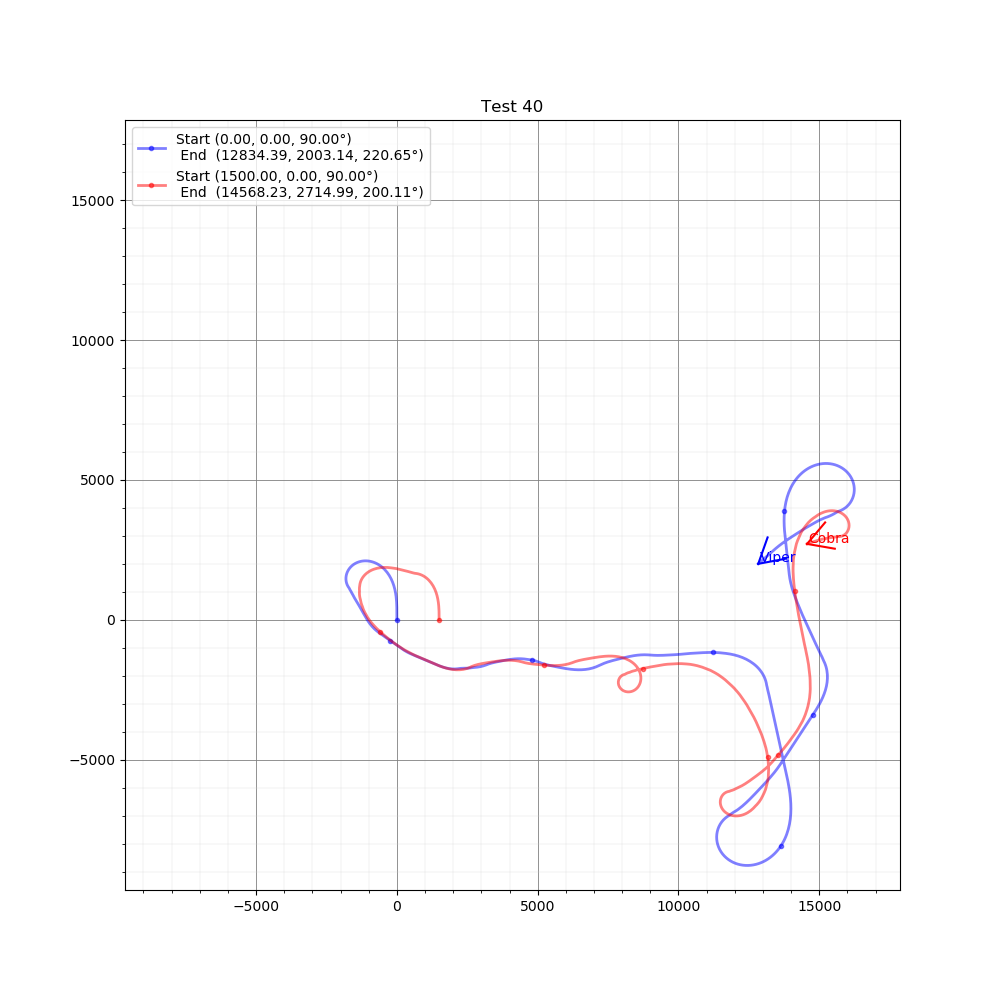 Test 40
Start (0.00, 0.00, 90.00°)
End (12834.39, 2003.14, 220.65°)
Start (1500.00, 0.00, 90.00°)
End (14568.23, 2714.99, 200.11°)
15000
10000
5000
0
−5000
Cobra
Viper
−5000 0 5000 10000 15000